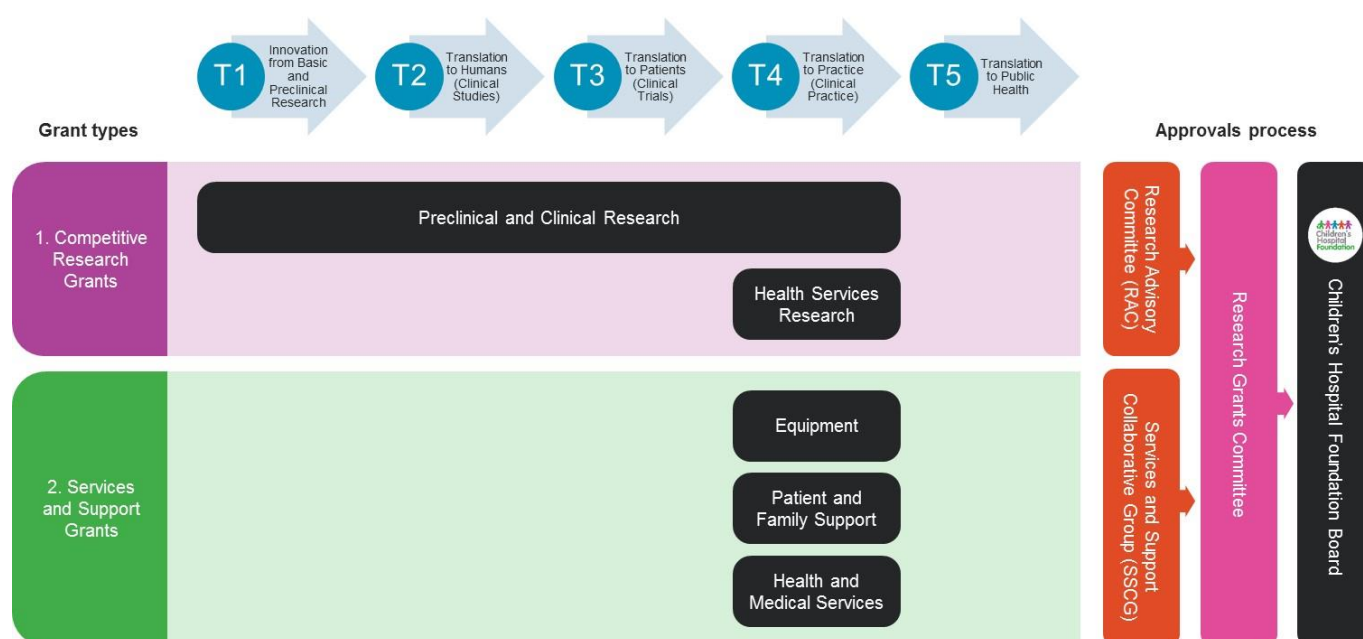 T1
Innovation
from Basic
and
Preclinical
Research
T2
Translation
to Humans
(Clinical
Studies)
T3
Translation
to Patients
(Clinical
Trials)
T4
Translation
to Practice
(Clinical
Practice)
T5
Translation
to Public
Health
Grant types
Approvals process
1. Competitive
Research
Grants
Preclinical and Clinical Research
Health Services
Research
2. Services
and Support
Grants
Equipment
Patient and
Family Support
Health and
Medical Services
Research Advisory
Committee (RAC)
Services and Support
Collaborative Group (SSCG)
Research Grants Committee
Children's
Hospital
Foundation
Children’s Hospital Foundation Board